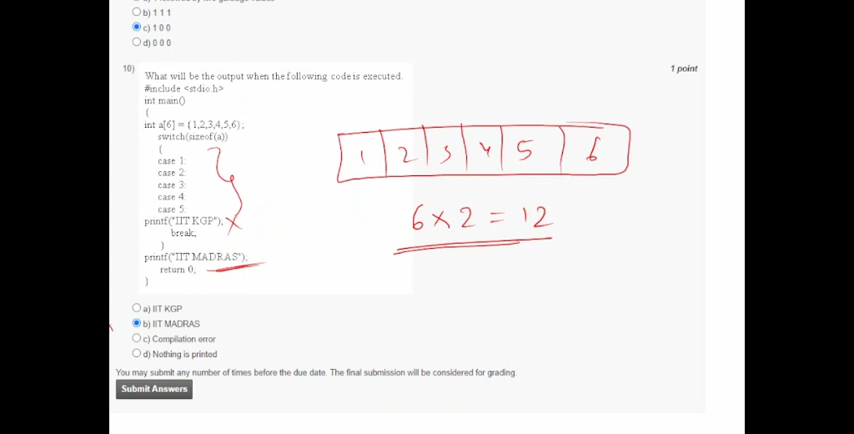 b) 1 1 1
c) 1 0 0
d) 0 0 0
10) What will be the output when the following code is executed. 1 point
#include <stdio.h>
int main()
{
int a[6] = {1,2,3,4,5,6};
switch(sizeof(a))
{
case 1:
case 2:
case 3:
case 4:
case 5:
printf("IIT KGP");
break;
}
printf("IIT MADRAS");
return 0;
}
1 2 3 4 5 6
6 x 2 = 12
a) IIT KGP
b) IIT MADRAS
c) Compilation error
d) Nothing is printed
You may submit any number of times before the due date. The final submission will be considered for grading.
Submit Answers